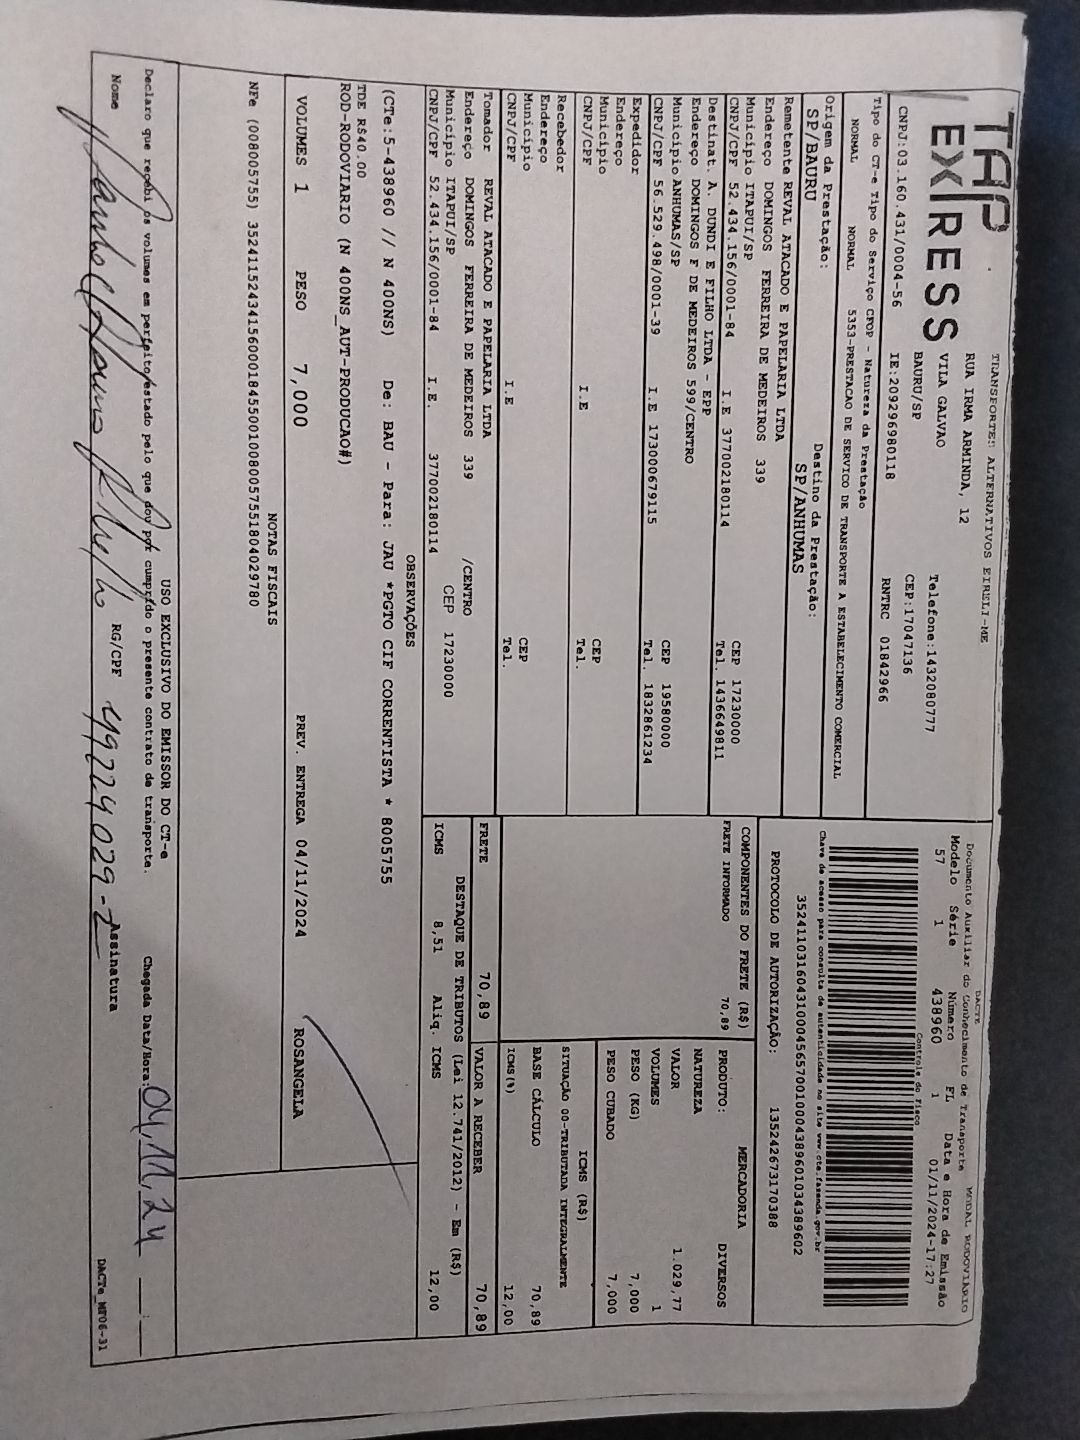 TAP
EXPRESS
TRANSPORTES ALTERNATIVOS EIRELI-ME
RUA IRMA ARMINDA, 12
VILA GALVAO
BAURU/SP
Telefone:1432080777
CEP:17047136
CNPJ:03.160.431/0004-56 IE:209296980118 RNTRC 01842966
DACTE
Documento Auxiliar do Conhecimento de Transporte MODAL RODOVIÁRIO
Modelo Série Número FL Data e Hora de Emissão
57 1 438960 1 01/11/2024-17:27
Controle do Fisco
Chave de acesso para consulta de autenticidade no site www.cte.fazenda.gov.br
35241103160431000456570010004389601034389602
PROTOCOLO DE AUTORIZAÇÃO: 135242673170388
Tipo do CT-e Tipo do Serviço CFOP - Natureza da Prestação
NORMAL NORMAL 5353-PRESTACAO DE SERVICO DE TRANSPORTE A ESTABELECIMENTO COMERCIAL
Origem da Prestação: Destino da Prestação:
SP/BAURU SP/ANHUMAS
Remetente REVAL ATACADO E PAPELARIA LTDA
Endereço DOMINGOS FERREIRA DE MEDEIROS 339
Município ITAPUI/SP CEP 17230000
CNPJ/CPF 52.434.156/0001-84 I.E 377002180114 Tel. 1436649811
Destinat. A. DUNDI E FILHO LTDA - EPP
Endereço DOMINGOS F DE MEDEIROS 599/CENTRO
Município ANHUMAS/SP CEP 19580000
CNPJ/CPF 56.529.498/0001-39 I.E 173000679115 Tel. 1832861234
Expedidor
Endereço
Município CEP
CNPJ/CPF I.E Tel.
Recebedor
Endereço
Município CEP
CNPJ/CPF I.E Tel.
Tomador REVAL ATACADO E PAPELARIA LTDA
Endereço DOMINGOS FERREIRA DE MEDEIROS 339 /CENTRO
Município ITAPUI/SP CEP 17230000
CNPJ/CPF 52.434.156/0001-84 I.E. 377002180114
COMPONENTES DO FRETE (R$)
FRETE INFORMADO 70,89
FRETE 70,89
PRODUTO: MERCADORIA
NATUREZA DIVERSOS
VALOR 1.029,77
VOLUMES 1
PESO (KG) 7,000
PESO CUBADO 7,000
ICMS (R$)
SITUAÇÃO 00-TRIBUTADA INTEGRALMENTE
BASE CÁLCULO 70,89
ICMS(%) 12,00
VALOR A RECEBER 70,89
DESTAQUE DE TRIBUTOS (Lei 12.741/2012) - Em (R$)
ICMS 8,51 Aliq. ICMS 12,00
OBSERVAÇÕES
(CTe:5-438960 // N 400NS) De: BAU - Para: JAU *PGTO CIF CORRENTISTA * 8005755
TDE R$40.00
ROD-RODOVIARIO (N 400NS_AUT-PRODUCAO#)
VOLUMES 1 PESO 7,000 PREV. ENTREGA 04/11/2024 ROSANGELA
NOTAS FISCAIS
NFe (008005755) 35241152434156000184550010080057551804029780
USO EXCLUSIVO DO EMISSOR DO CT-e
Declaro que recebi os volumes em perfeito estado pelo que dou por cumprido o presente contrato de transporte. Chegada Data/Hora: 04,11,24 :
Nome RG/CPF 49724029-2 Assinatura
DACTe_MF06-31